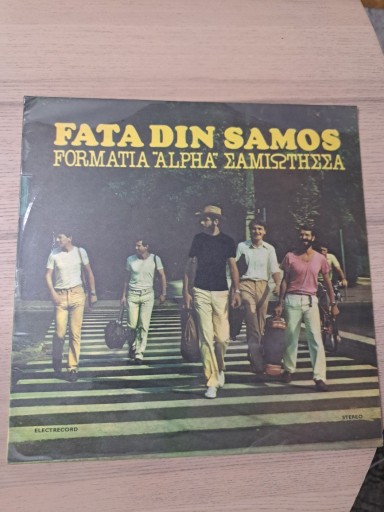 FATA DIN SAMOS
FORMATIA "ALPHA" ΣΑΜΙΩΤΗΣΣΑ
ELECTRECORD
STEREO